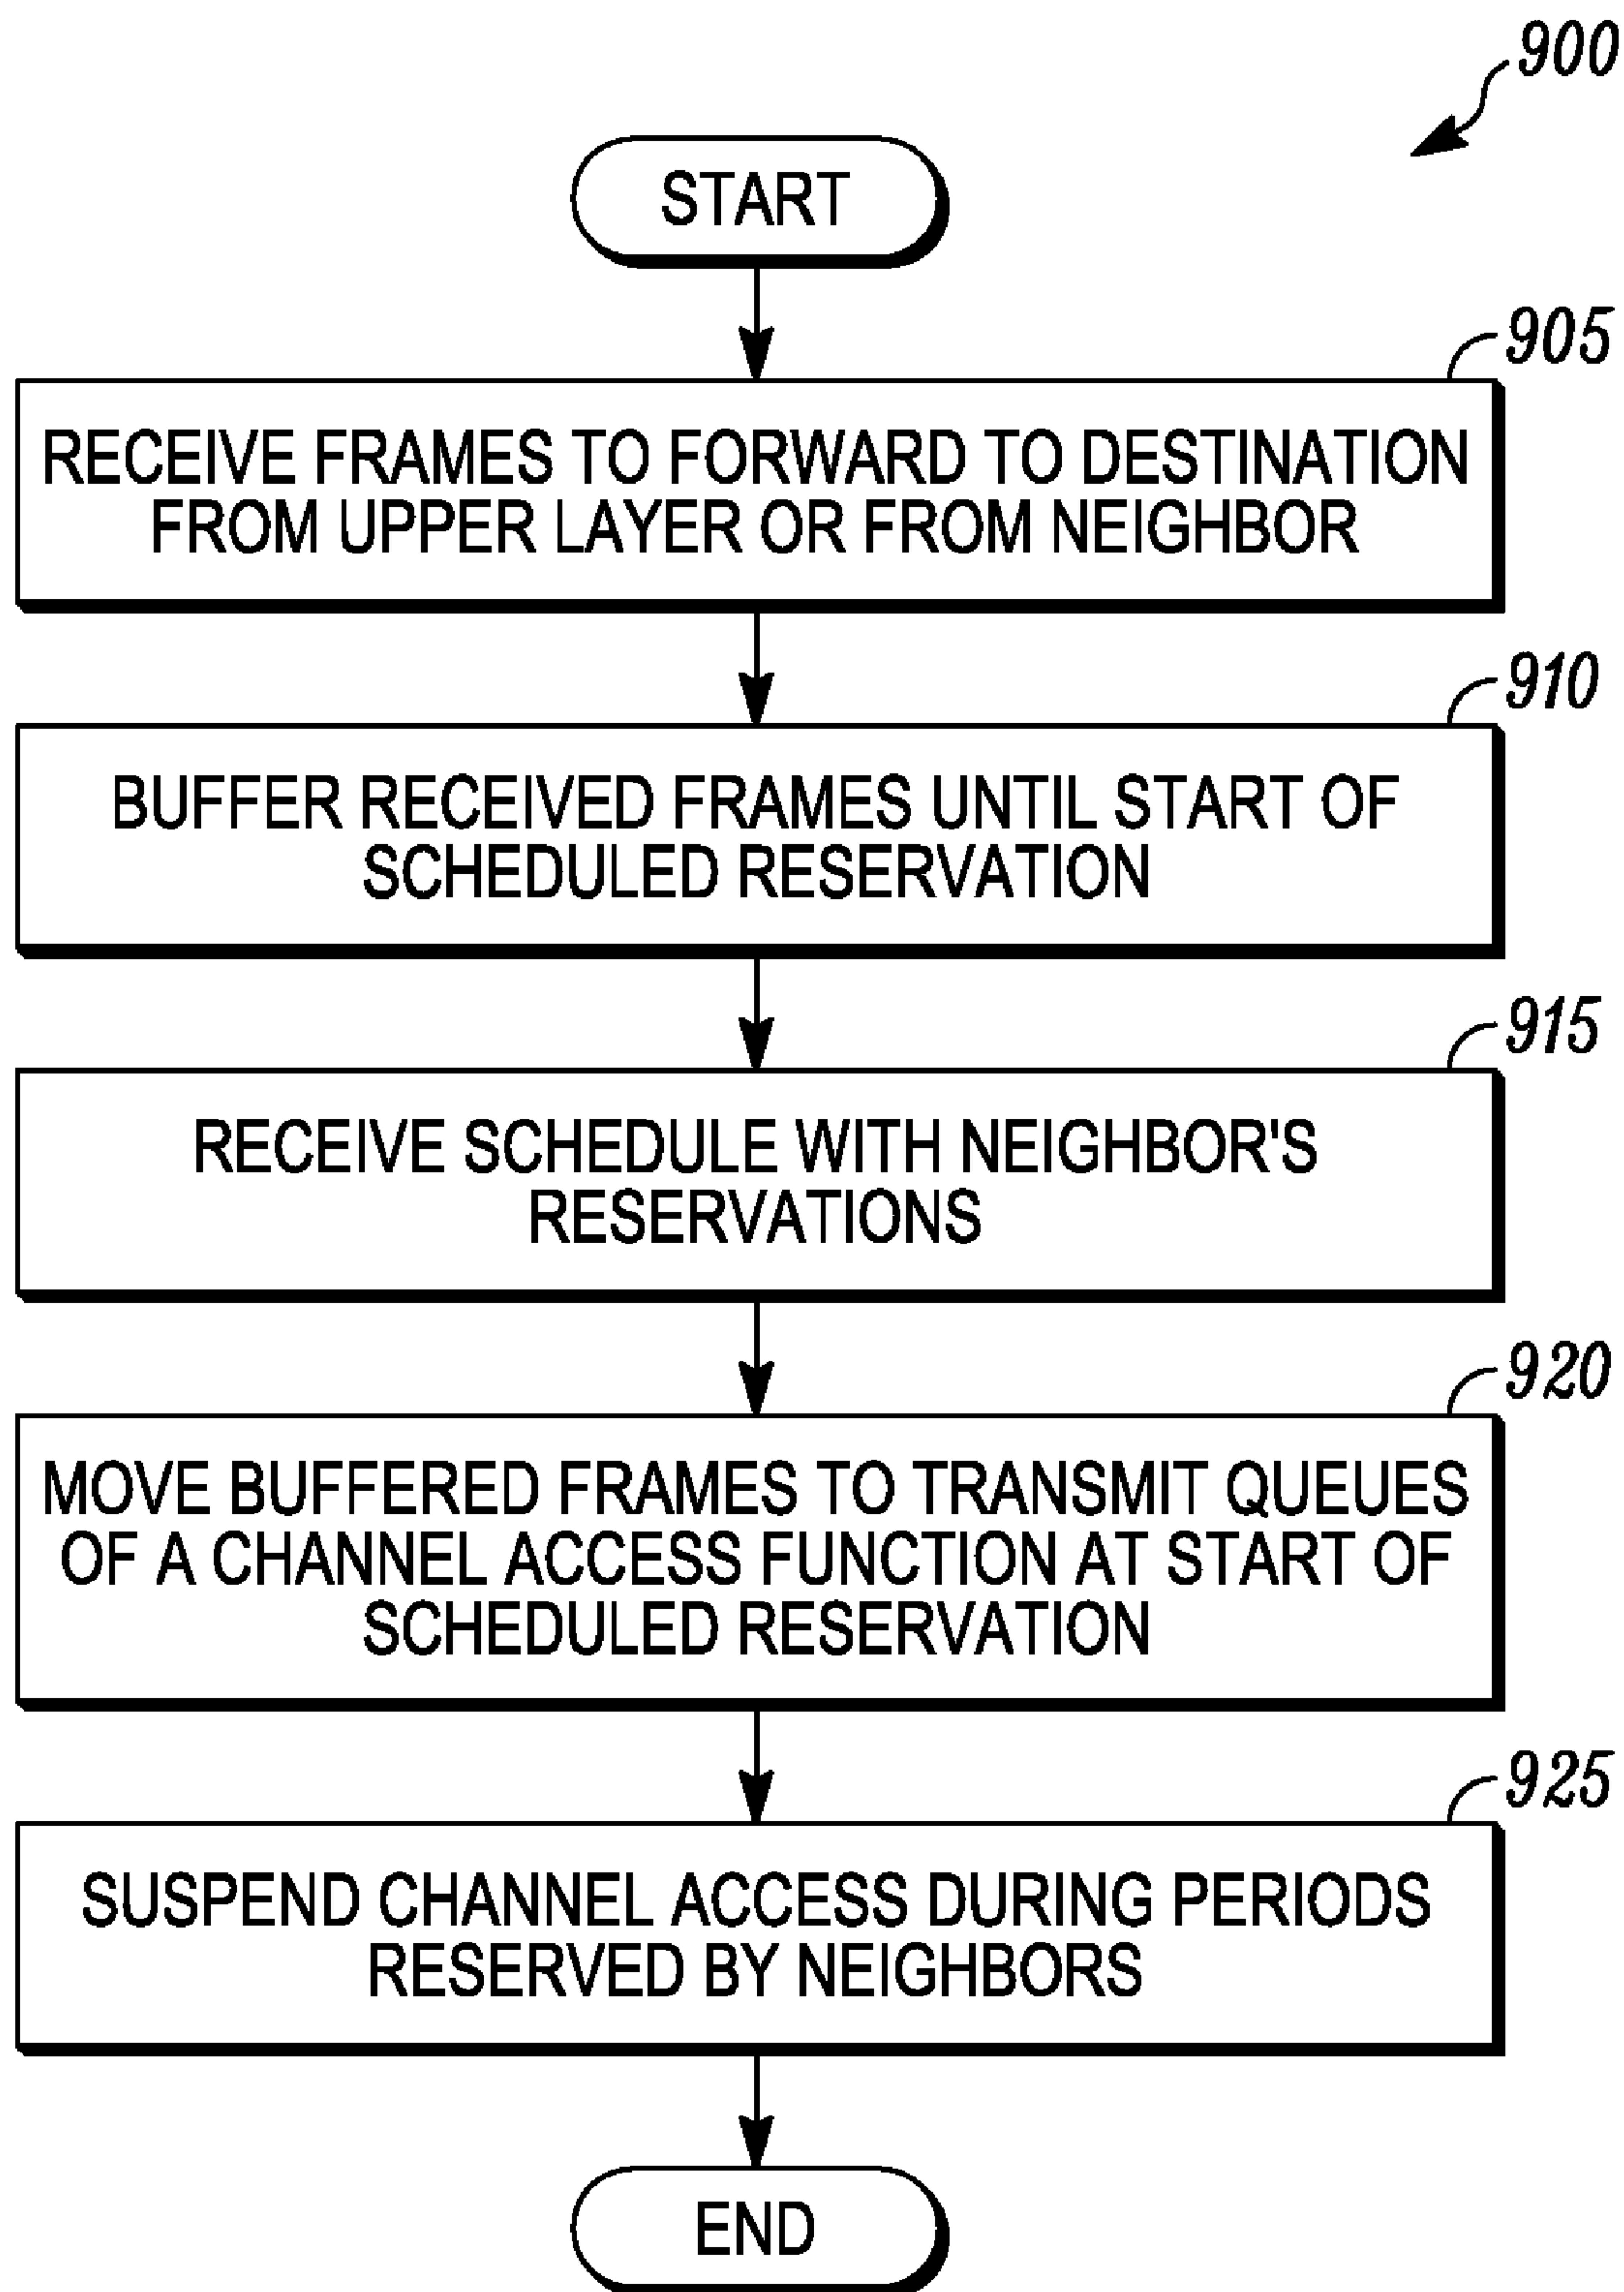 900
START
905
RECEIVE FRAMES TO FORWARD TO DESTINATION
FROM UPPER LAYER OR FROM NEIGHBOR
910
BUFFER RECEIVED FRAMES UNTIL START OF
SCHEDULED RESERVATION
915
RECEIVE SCHEDULE WITH NEIGHBOR'S
RESERVATIONS
920
MOVE BUFFERED FRAMES TO TRANSMIT QUEUES
OF A CHANNEL ACCESS FUNCTION AT START OF
SCHEDULED RESERVATION
925
SUSPEND CHANNEL ACCESS DURING PERIODS
RESERVED BY NEIGHBORS
END